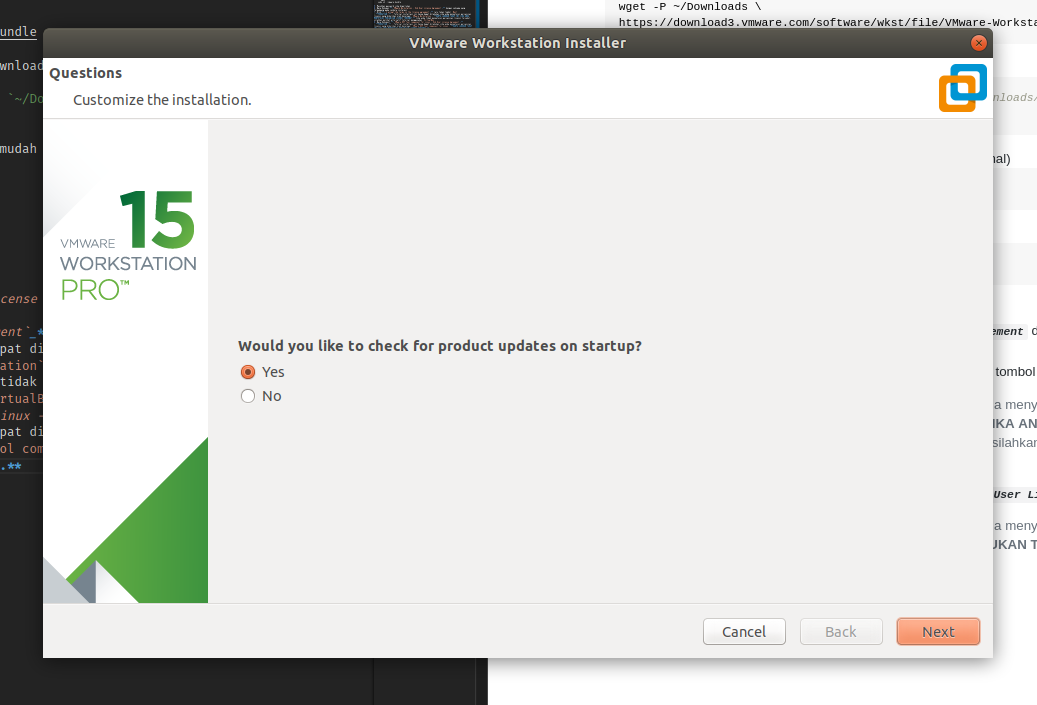 wget -P ~/Downloads \
https://download3.vmware.com/software/wkst/file/VMware-Worksta
undle
VMware Workstation Installer
Questions
Customize the installation.
wnload
`~/Do
nloads/
mudah
nal)
15
VMWARE
WORKSTATION
PRO™
cense
ement d
ent`_*
pat di
ation`
tidak
rtualB
inux -
pat di
ol com
.**
tombol
a meny
IKA AN
silahkan
User Li
a meny
UKAN T
Would you like to check for product updates on startup?
Yes
No
Cancel
Back
Next